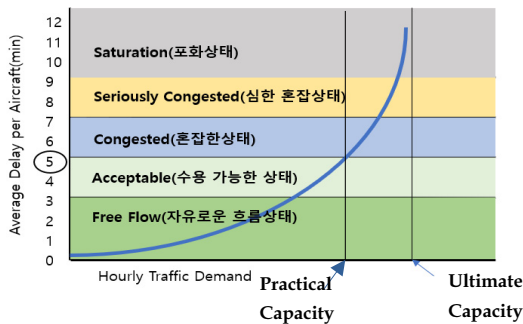 Average Delay per Aircraft(min)
12
11
10
9
8
7
6
5
4
3
2
1
0
Saturation(포화상태)
Seriously Congested(심한 혼잡상태)
Congested(혼잡한상태)
Acceptable(수용 가능한 상태)
Free Flow(자유로운 흐름상태)
Hourly Traffic Demand
Practical
Capacity
Ultimate
Capacity